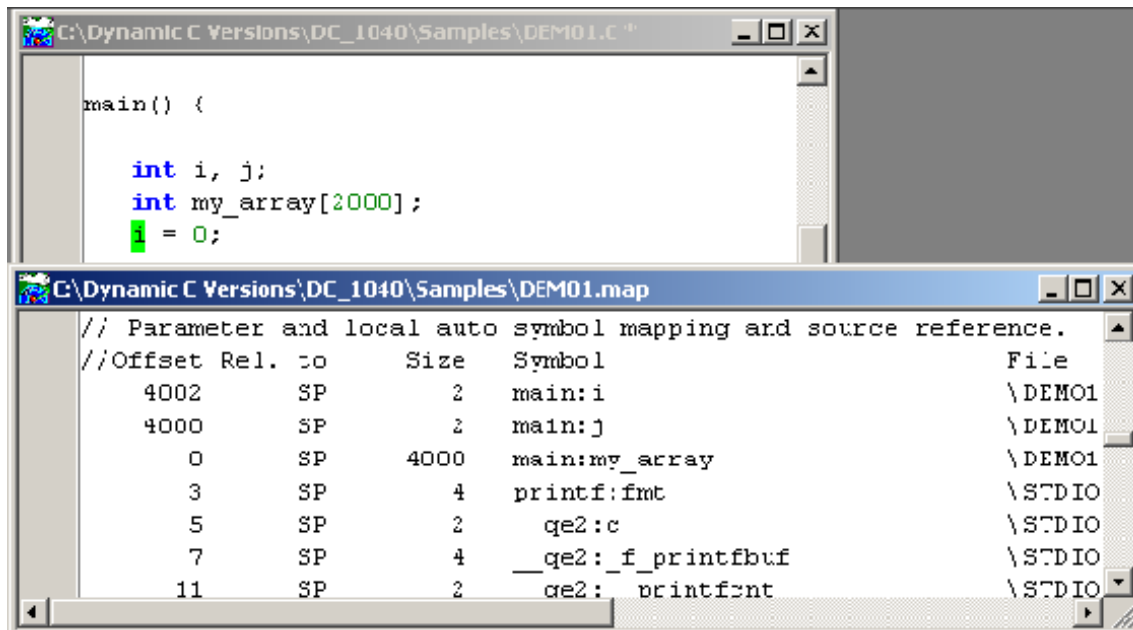 C:\Dynamic C Versions\DC_1040\Samples\DEMO1.C *
main() {
int i, j;
int my_array[2000];
i = 0;
C:\Dynamic C Versions\DC_1040\Samples\DEMO1.map
// Parameter and local auto symbol mapping and source reference.
//Offset Rel. to Size Symbol File
4002 SP 2 main:i \DEMO1
4000 SP 2 main:j \DEMO1
0 SP 4000 main:my_array \DEMO1
3 SP 4 printf:fmt \STDIO
5 SP 2 __qe2:c \STDIO
7 SP 4 __qe2:_f_printfbuf \STDIO
11 SP 2 __qe2: